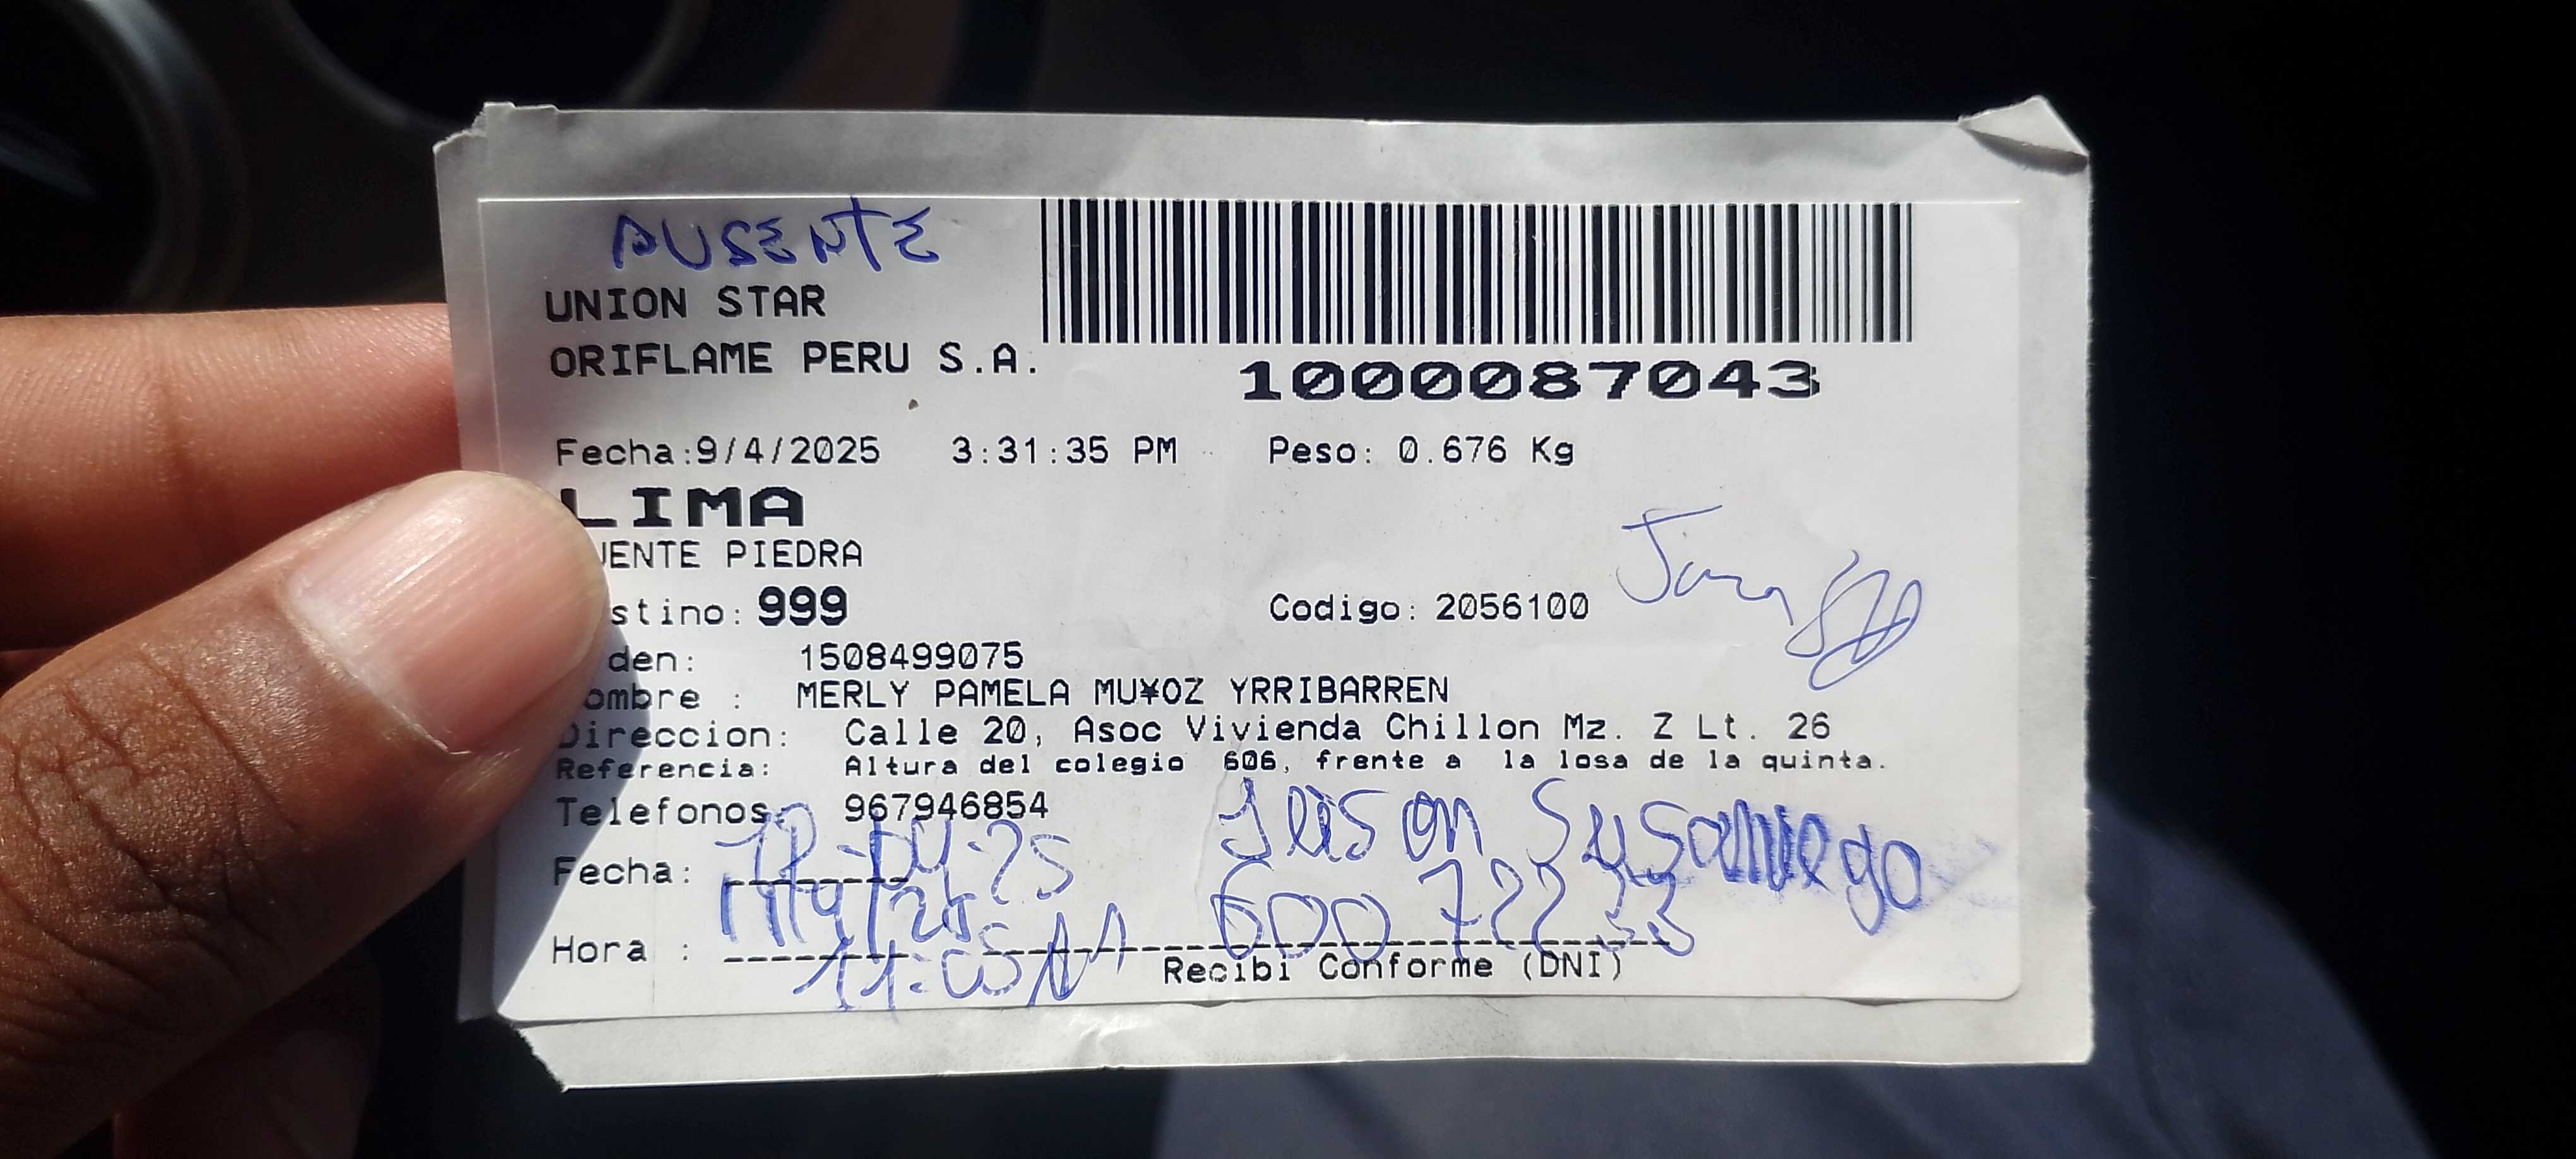 AUSENTE
UNION STAR
ORIFLAME PERU S.A.
1000087043
Fecha:9/4/2025 3:31:35 PM Peso: 0.676 Kg
LIMA
UENTE PIEDRA
stino: 999 Codigo: 2056100
den: 1508499075
ombre : MERLY PAMELA MU¥OZ YRRIBARREN
Direccion: Calle 20, Asoc Vivienda Chillon Mz. Z Lt. 26
Referencia: Altura del colegio 606, frente a la losa de la quinta.
Telefonos: 967946854
Fecha:
Hora : 11:05
Recibi Conforme (DNI)